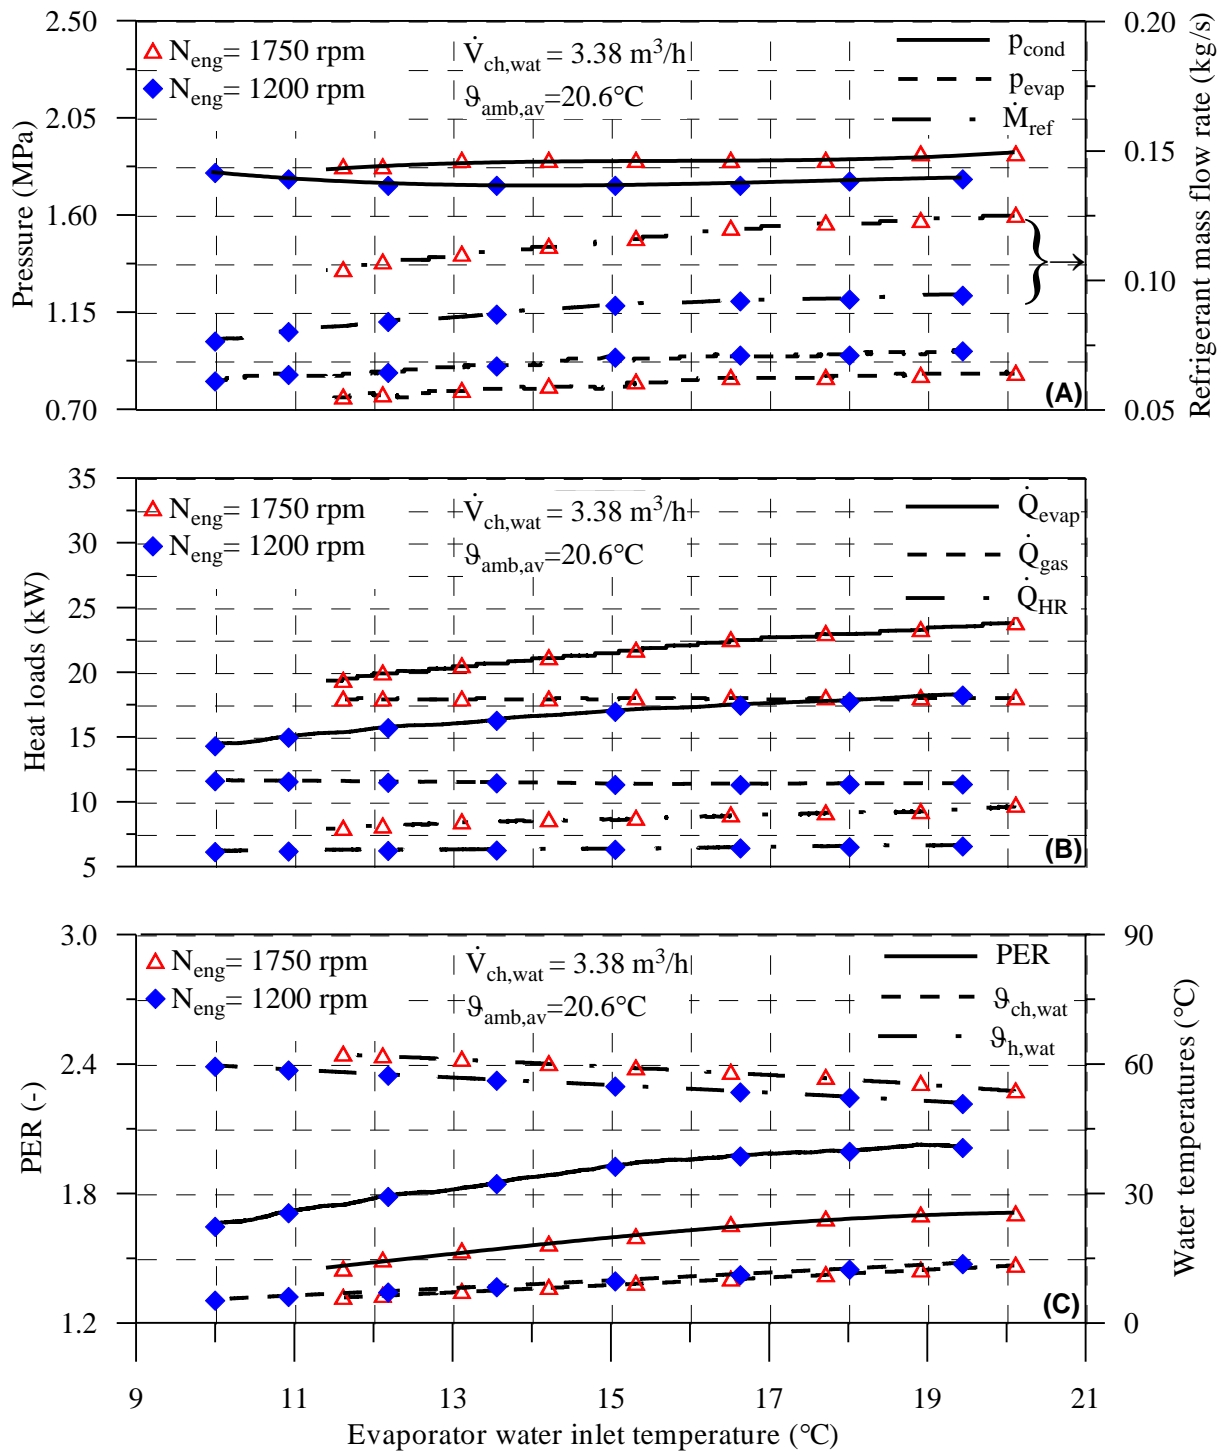 2.50
2.05
1.60
1.15
0.70
Pressure (MPa)
N_eng= 1750 rpm
N_eng= 1200 rpm
V̇_ch,wat = 3.38 m³/h
ϑ_amb,av=20.6°C
p_cond
p_evap
Ṁ_ref
0.20
0.15
0.10
0.05
Refrigerant mass flow rate (kg/s)
(A)
35
30
25
20
15
10
5
Heat loads (kW)
N_eng= 1750 rpm
N_eng= 1200 rpm
V̇_ch,wat = 3.38 m³/h
ϑ_amb,av=20.6°C
Q̇_evap
Q̇_gas
Q̇_HR
(B)
3.0
2.4
1.8
1.2
PER (-)
N_eng= 1750 rpm
N_eng= 1200 rpm
V̇_ch,wat = 3.38 m³/h
ϑ_amb,av=20.6°C
PER
ϑ_ch,wat
ϑ_h,wat
90
60
30
0
Water temperatures (°C)
(C)
9 11 13 15 17 19 21
Evaporator water inlet temperature (°C)